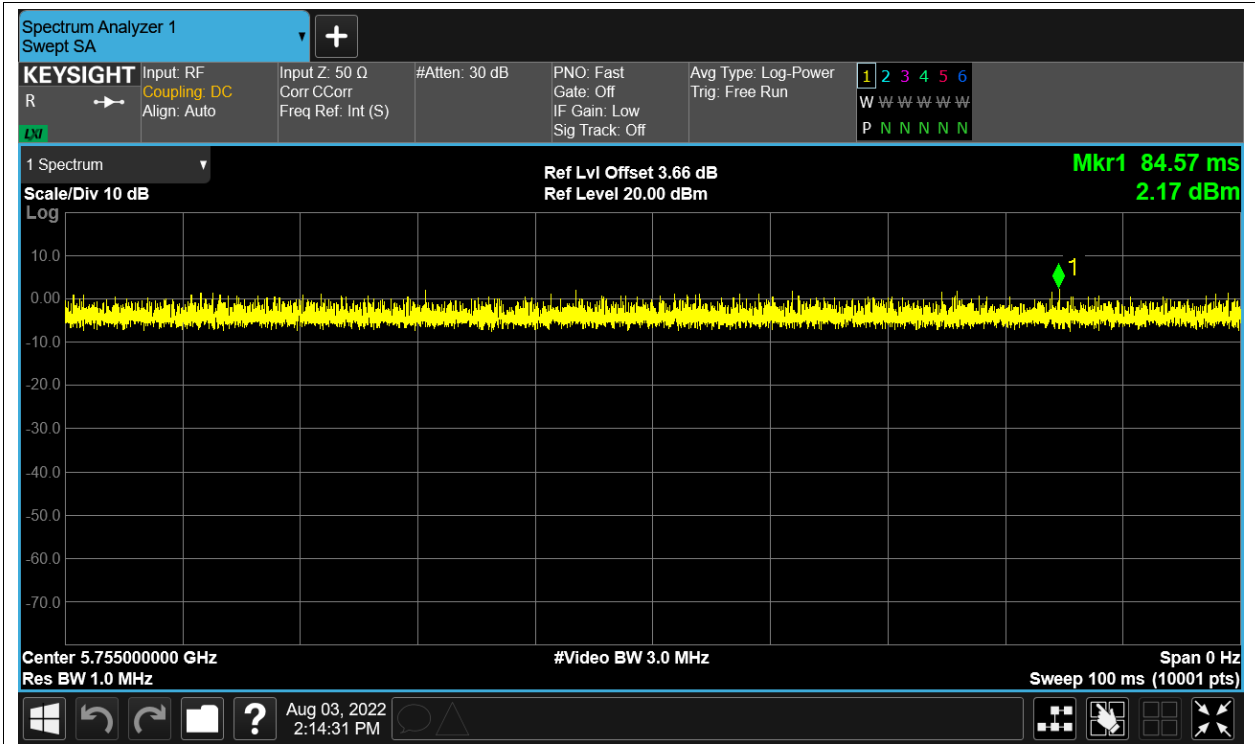 Spectrum Analyzer 1
Swept SA
KEYSIGHT
R
LXI
Input: RF
Coupling: DC
Align: Auto
Input Z: 50 Ω
Corr CCorr
Freq Ref: Int (S)
#Atten: 30 dB
PNO: Fast
Gate: Off
IF Gain: Low
Sig Track: Off
Avg Type: Log-Power
Trig: Free Run
1 2 3 4 5 6
W W W W W W
P N N N N N
1 Spectrum
Scale/Div 10 dB
Log
Ref Lvl Offset 3.66 dB
Ref Level 20.00 dBm
Mkr1 84.57 ms
2.17 dBm
1
10.0
0.00
-10.0
-20.0
-30.0
-40.0
-50.0
-60.0
-70.0
Center 5.755000000 GHz
Res BW 1.0 MHz
#Video BW 3.0 MHz
Span 0 Hz
Sweep 100 ms (10001 pts)
?
Aug 03, 2022
2:14:31 PM